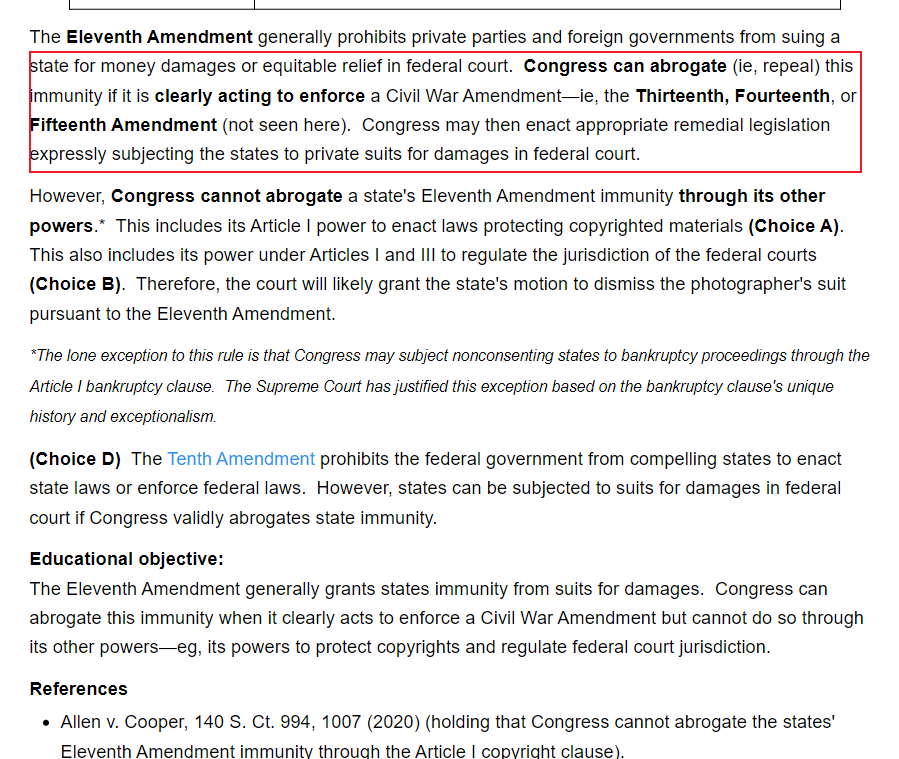 The Eleventh Amendment generally prohibits private parties and foreign governments from suing a
state for money damages or equitable relief in federal court.  Congress can abrogate (ie, repeal) this
immunity if it is clearly acting to enforce a Civil War Amendment—ie, the Thirteenth, Fourteenth, or
Fifteenth Amendment (not seen here).  Congress may then enact appropriate remedial legislation
expressly subjecting the states to private suits for damages in federal court.
However, Congress cannot abrogate a state's Eleventh Amendment immunity through its other
powers.*  This includes its Article I power to enact laws protecting copyrighted materials (Choice A).
This also includes its power under Articles I and III to regulate the jurisdiction of the federal courts
(Choice B).  Therefore, the court will likely grant the state's motion to dismiss the photographer's suit
pursuant to the Eleventh Amendment.
*The lone exception to this rule is that Congress may subject nonconsenting states to bankruptcy proceedings through the
Article I bankruptcy clause.  The Supreme Court has justified this exception based on the bankruptcy clause's unique
history and exceptionalism.
(Choice D)  The Tenth Amendment prohibits the federal government from compelling states to enact
state laws or enforce federal laws.  However, states can be subjected to suits for damages in federal
court if Congress validly abrogates state immunity.
Educational objective:
The Eleventh Amendment generally grants states immunity from suits for damages.  Congress can
abrogate this immunity when it clearly acts to enforce a Civil War Amendment but cannot do so through
its other powers—eg, its powers to protect copyrights and regulate federal court jurisdiction.
References
• Allen v. Cooper, 140 S. Ct. 994, 1007 (2020) (holding that Congress cannot abrogate the states'
Eleventh Amendment immunity through the Article I copyright clause).